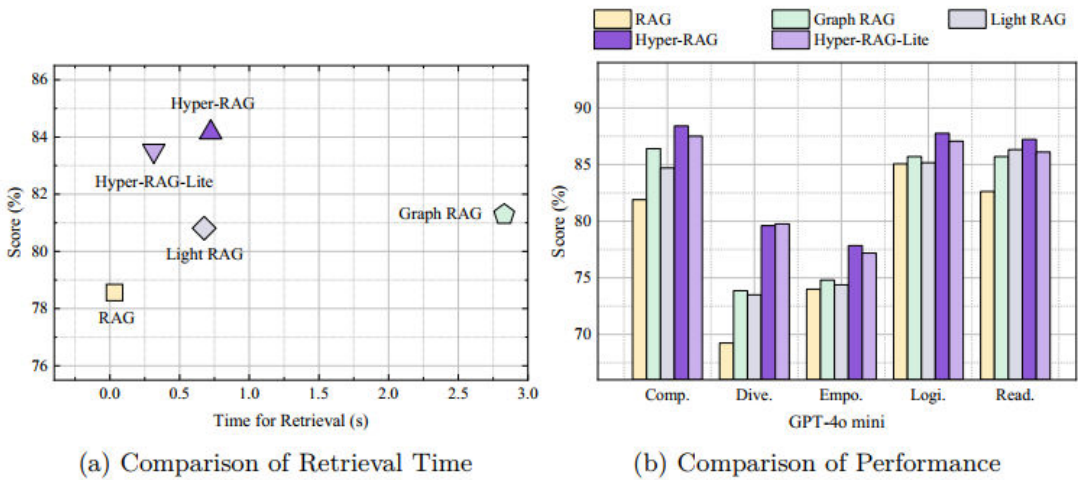 86
84
82
80
78
76
Score (%)
Hyper-RAG
Hyper-RAG-Lite
Graph RAG
Light RAG
RAG
0.0 0.5 1.0 1.5 2.0 2.5 3.0
Time for Retrieval (s)
(a) Comparison of Retrieval Time
RAG Graph RAG Light RAG
Hyper-RAG Hyper-RAG-Lite
90
85
80
75
70
Score (%)
Comp. Dive. Empo. Logi. Read.
GPT-4o mini
(b) Comparison of Performance